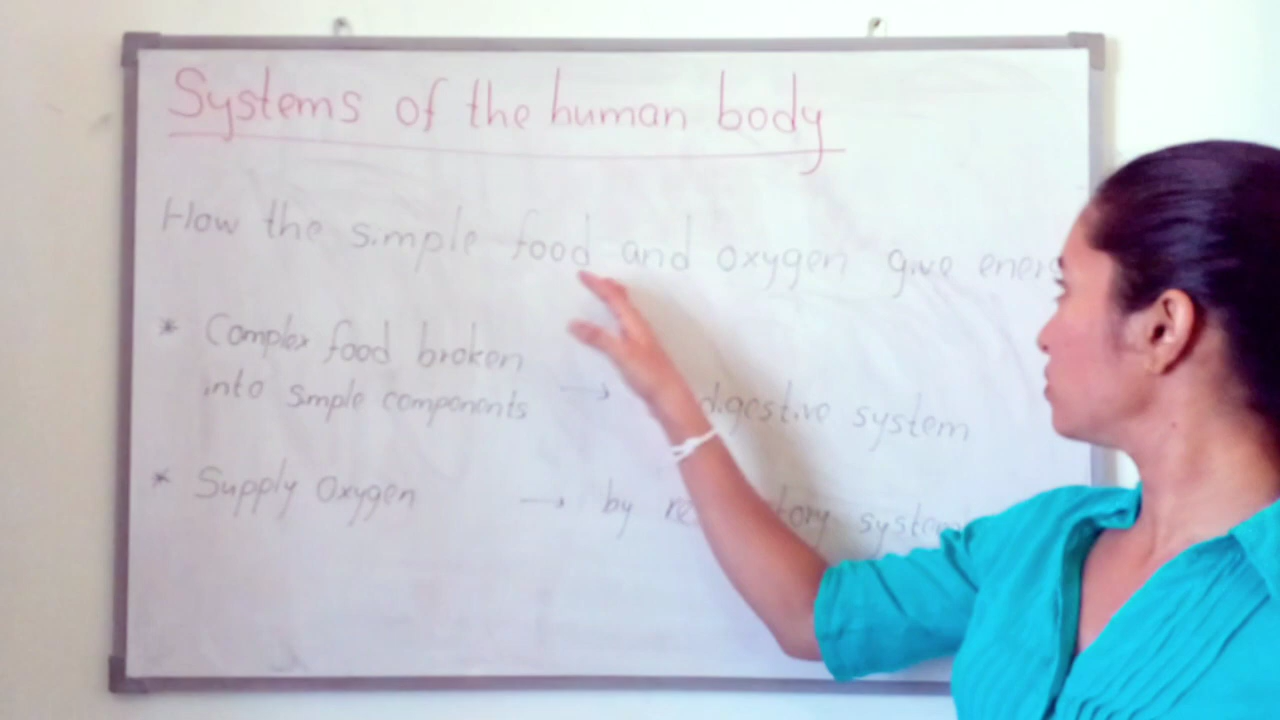 Systems of the human body
How the simple food and oxygen give
* Complex food broken
into simple components → digestive system
* Supply Oxygen → by system